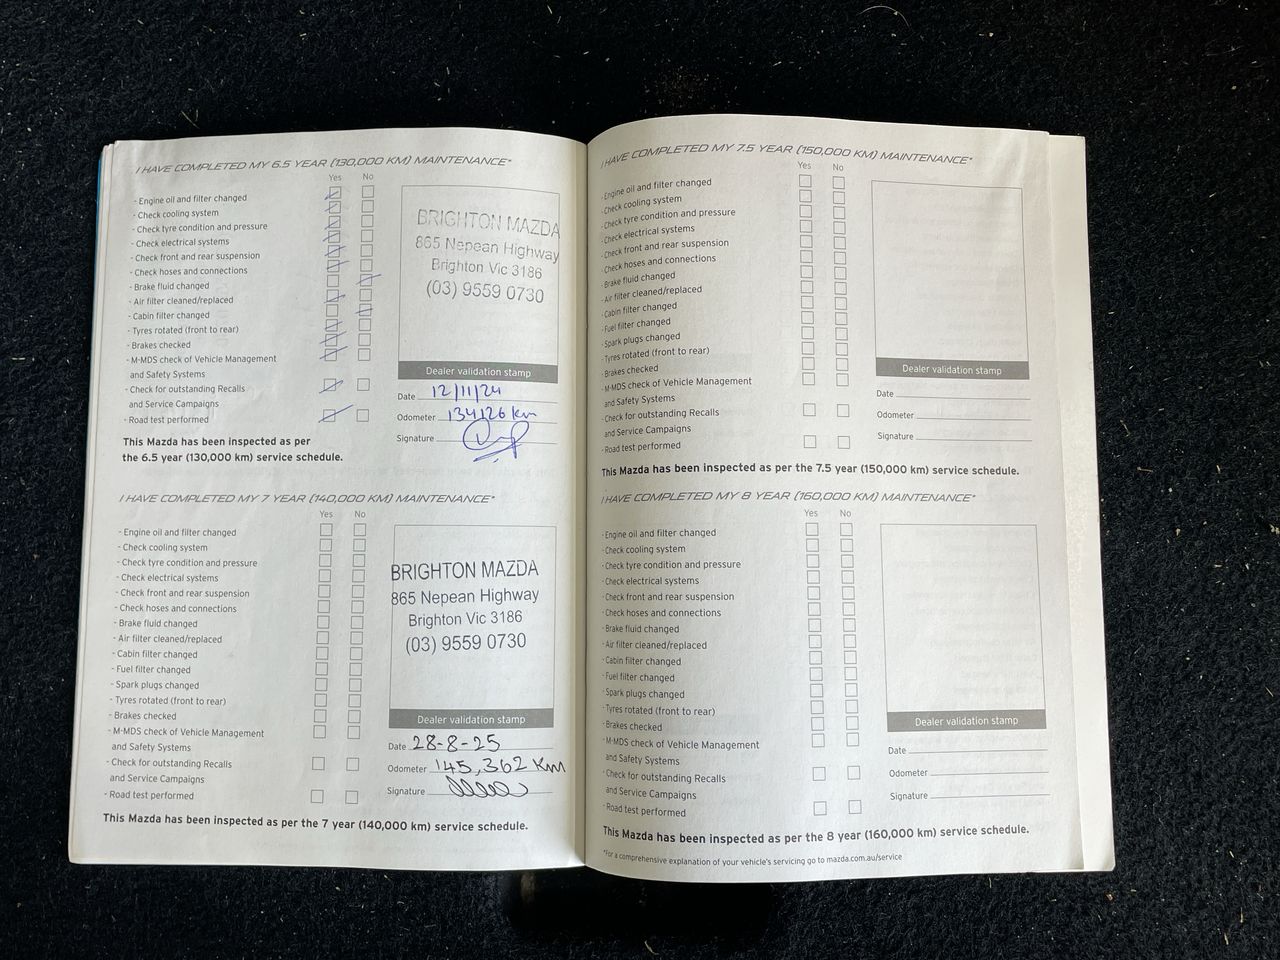 I HAVE COMPLETED MY 6.5 YEAR (130,000 KM) MAINTENANCE*
Yes No
- Engine oil and filter changed
- Check cooling system
- Check tyre condition and pressure
- Check electrical systems
- Check front and rear suspension
- Check hoses and connections
- Brake fluid changed
- Air filter cleaned/replaced
- Cabin filter changed
- Tyres rotated (front to rear)
- Brakes checked
- M-MDS check of Vehicle Management
and Safety Systems
- Check for outstanding Recalls
and Service Campaigns
- Road test performed
This Mazda has been inspected as per
the 6.5 year (130,000 km) service schedule.
BRIGHTON MAZDA
865 Nepean Highway
Brighton Vic 3186
(03) 9559 0730
Dealer validation stamp
Date 12/11/24
Odometer 134126 km
Signature
I HAVE COMPLETED MY 7 YEAR (140,000 KM) MAINTENANCE*
Yes No
- Engine oil and filter changed
- Check cooling system
- Check tyre condition and pressure
- Check electrical systems
- Check front and rear suspension
- Check hoses and connections
- Brake fluid changed
- Air filter cleaned/replaced
- Cabin filter changed
- Fuel filter changed
- Spark plugs changed
- Tyres rotated (front to rear)
- Brakes checked
- M-MDS check of Vehicle Management
and Safety Systems
- Check for outstanding Recalls
and Service Campaigns
- Road test performed
This Mazda has been inspected as per the 7 year (140,000 km) service schedule.
BRIGHTON MAZDA
865 Nepean Highway
Brighton Vic 3186
(03) 9559 0730
Dealer validation stamp
Date 28-8-25
Odometer 145,362 Km
Signature
I HAVE COMPLETED MY 7.5 YEAR (150,000 KM) MAINTENANCE*
Yes No
- Engine oil and filter changed
- Check cooling system
- Check tyre condition and pressure
- Check electrical systems
- Check front and rear suspension
- Check hoses and connections
- Brake fluid changed
- Air filter cleaned/replaced
- Cabin filter changed
- Fuel filter changed
- Spark plugs changed
- Tyres rotated (front to rear)
- Brakes checked
- M-MDS check of Vehicle Management
and Safety Systems
- Check for outstanding Recalls
and Service Campaigns
- Road test performed
This Mazda has been inspected as per the 7.5 year (150,000 km) service schedule.
Dealer validation stamp
Date
Odometer
Signature
I HAVE COMPLETED MY 8 YEAR (160,000 KM) MAINTENANCE*
Yes No
- Engine oil and filter changed
- Check cooling system
- Check tyre condition and pressure
- Check electrical systems
- Check front and rear suspension
- Check hoses and connections
- Brake fluid changed
- Air filter cleaned/replaced
- Cabin filter changed
- Fuel filter changed
- Spark plugs changed
- Tyres rotated (front to rear)
- Brakes checked
- M-MDS check of Vehicle Management
and Safety Systems
- Check for outstanding Recalls
and Service Campaigns
- Road test performed
This Mazda has been inspected as per the 8 year (160,000 km) service schedule.
Dealer validation stamp
Date
Odometer
Signature
*For a comprehensive explanation of your vehicle's servicing go to mazda.com.au/service